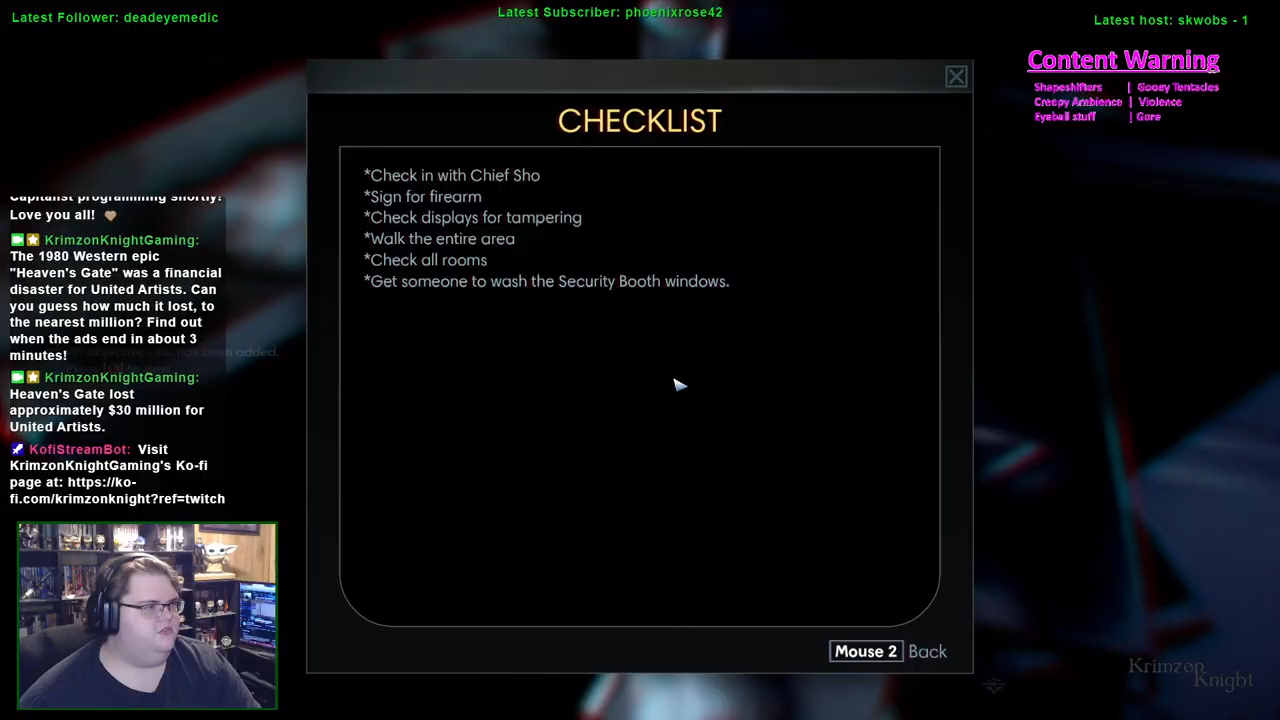 Latest Follower: deadeyemedic
Latest Subscriber: phoenixrose42
Latest host: skwobs - 1
Content Warning
Shapeshifters | Gooey Tentacles
Creepy Ambience | Violence
Eyeball stuff | Gore
CHECKLIST
*Check in with Chief Sho
*Sign for firearm
*Check displays for tampering
*Walk the entire area
*Check all rooms
*Get someone to wash the Security Booth windows.
Mouse 2 Back
Capitalist programming shortly!
Love you all!
KrimzonKnightGaming:
The 1980 Western epic
"Heaven's Gate" was a financial
disaster for United Artists. Can
you guess how much it lost, to
the nearest million? Find out
when the ads end in about 3
minutes!
KrimzonKnightGaming:
Heaven's Gate lost
approximately $30 million for
United Artists.
KofiStreamBot: Visit
KrimzonKnightGaming's Ko-fi
page at: https://ko-
fi.com/krimzonknight?ref=twitch
Krimzon
Knight